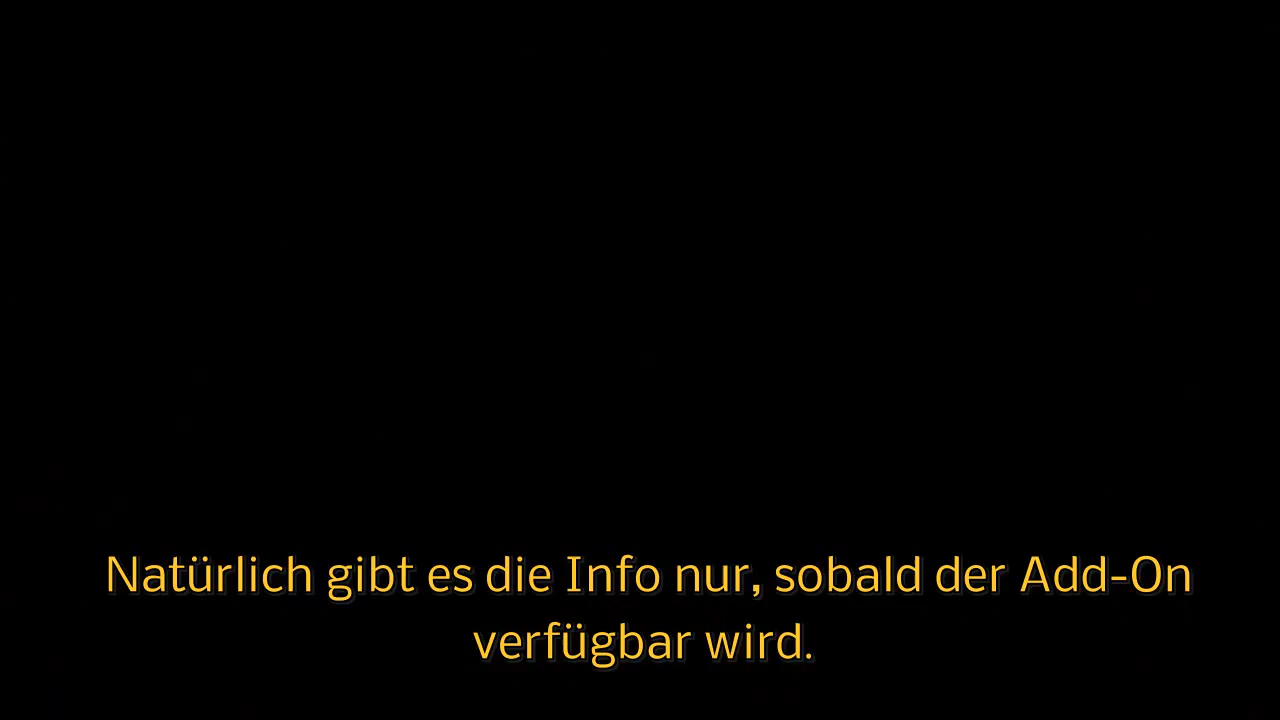 Natürlich gibt es die Info nur, sobald der Add-On
verfügbar wird.